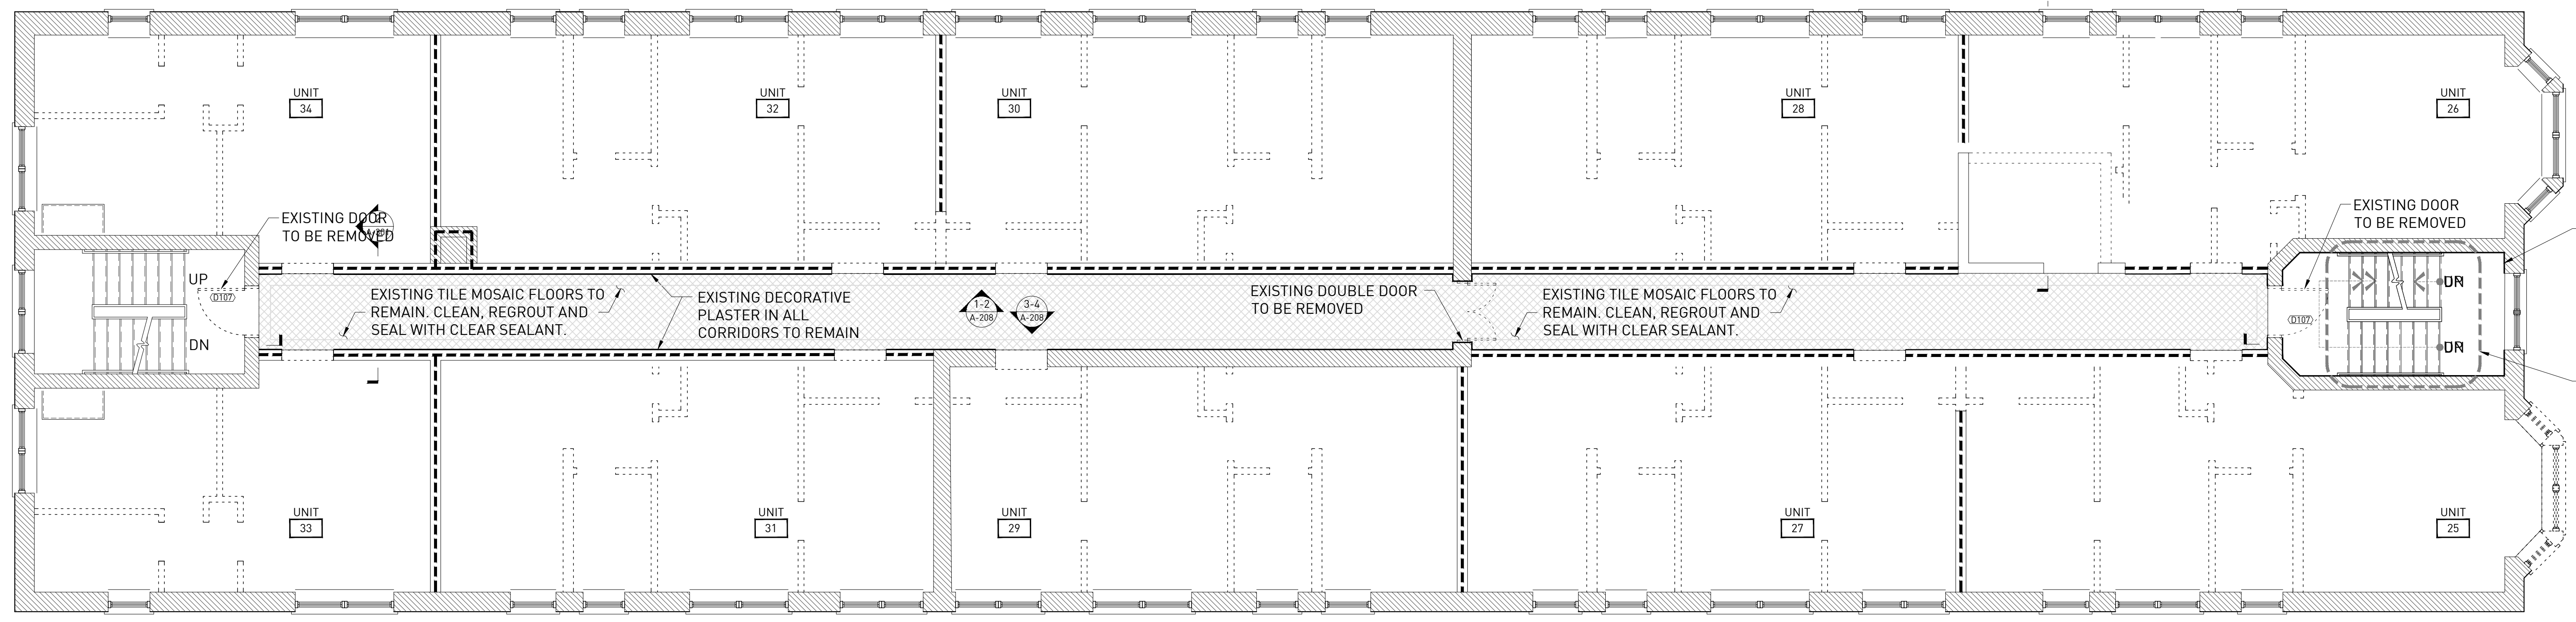 UNIT
34
UNIT
32
UNIT
30
UNIT
28
UNIT
26
EXISTING DOOR
TO BE REMOVED
EXISTING DOOR
TO BE REMOVED
UP
D107
DN
EXISTING TILE MOSAIC FLOORS TO
REMAIN. CLEAN, REGROUT AND
SEAL WITH CLEAR SEALANT.
EXISTING DECORATIVE
PLASTER IN ALL
CORRIDORS TO REMAIN
1-2
A-208
3-4
A-208
EXISTING DOUBLE DOOR
TO BE REMOVED
EXISTING TILE MOSAIC FLOORS TO
REMAIN. CLEAN, REGROUT AND
SEAL WITH CLEAR SEALANT.
D107
UNIT
33
UNIT
31
UNIT
29
UNIT
27
UNIT
25